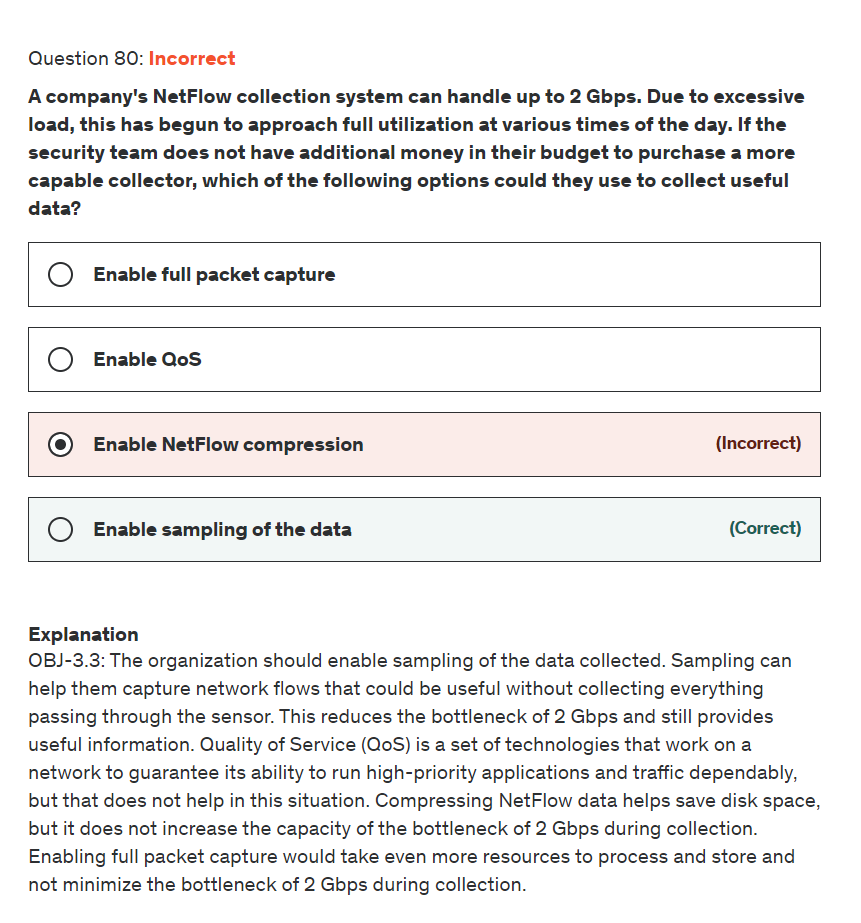 Question 80: Incorrect
A company's NetFlow collection system can handle up to 2 Gbps. Due to excessive
load, this has begun to approach full utilization at various times of the day. If the
security team does not have additional money in their budget to purchase a more
capable collector, which of the following options could they use to collect useful
data?
Enable full packet capture
Enable QoS
Enable NetFlow compression (Incorrect)
Enable sampling of the data (Correct)
Explanation
OBJ-3.3: The organization should enable sampling of the data collected. Sampling can
help them capture network flows that could be useful without collecting everything
passing through the sensor. This reduces the bottleneck of 2 Gbps and still provides
useful information. Quality of Service (QoS) is a set of technologies that work on a
network to guarantee its ability to run high-priority applications and traffic dependably,
but that does not help in this situation. Compressing NetFlow data helps save disk space,
but it does not increase the capacity of the bottleneck of 2 Gbps during collection.
Enabling full packet capture would take even more resources to process and store and
not minimize the bottleneck of 2 Gbps during collection.